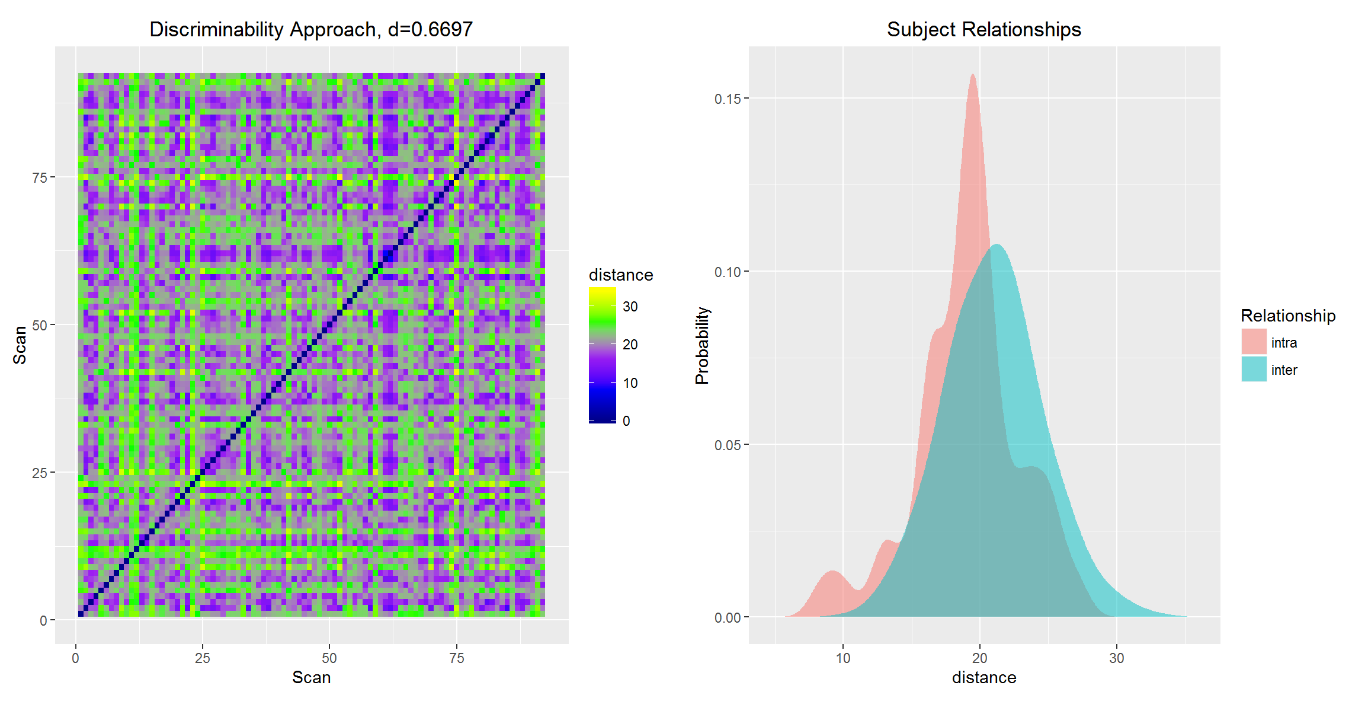 Discriminability Approach, d=0.6697
75
50
25
0
Scan
0
25
50
75
Scan
distance
30
20
10
0
Subject Relationships
0.15
0.10
0.05
0.00
Probability
10
20
30
distance
Relationship
intra
inter